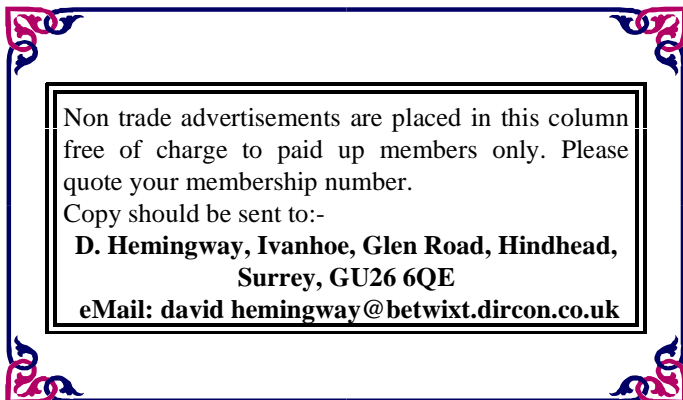 Non trade advertisements are placed in this column
free of charge to paid up members only. Please
quote your membership number.
Copy should be sent to:-
D. Hemingway, Ivanhoe, Glen Road, Hindhead,
Surrey, GU26 6QE
eMail: david hemingway@betwixt.dircon.co.uk